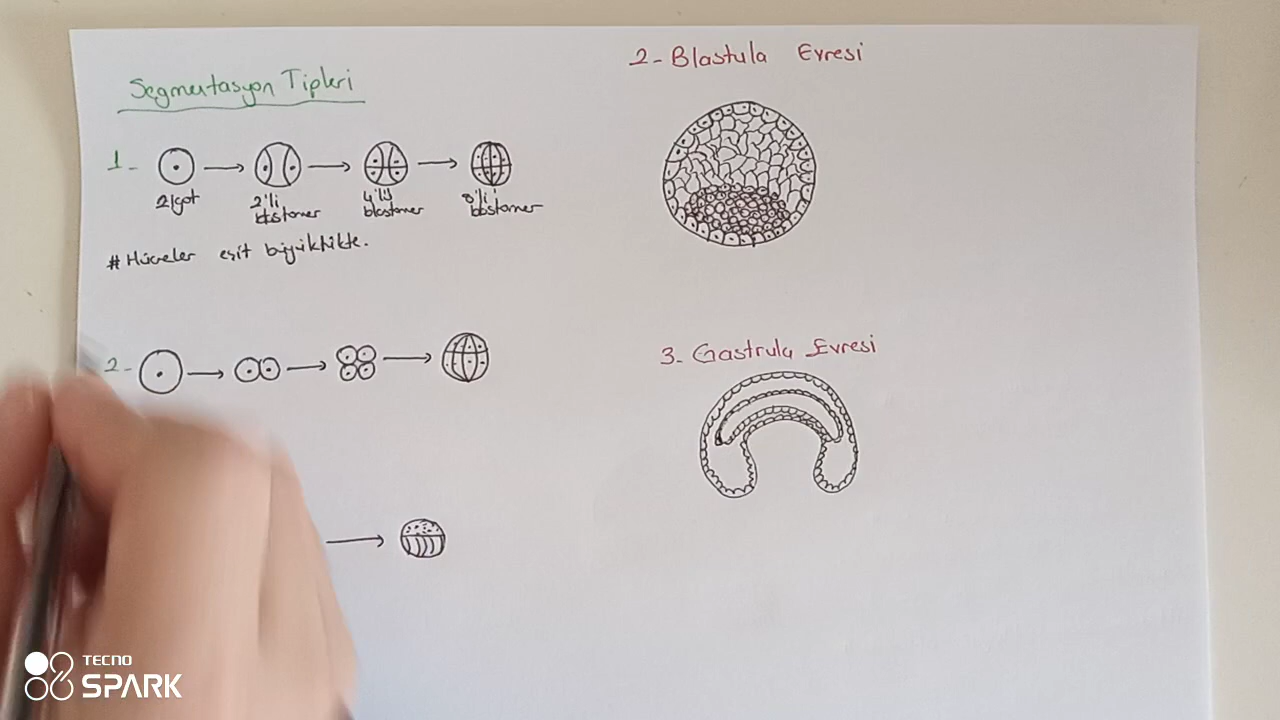 Segmentasyon Tipleri
1-
Zigot
2'li blastomer
4'lü blastomer
8'li blastomer
# Hücreler eşit büyüklükte.
2-
2- Blastula Evresi
3- Gastrula Evresi
TECNO
SPARK